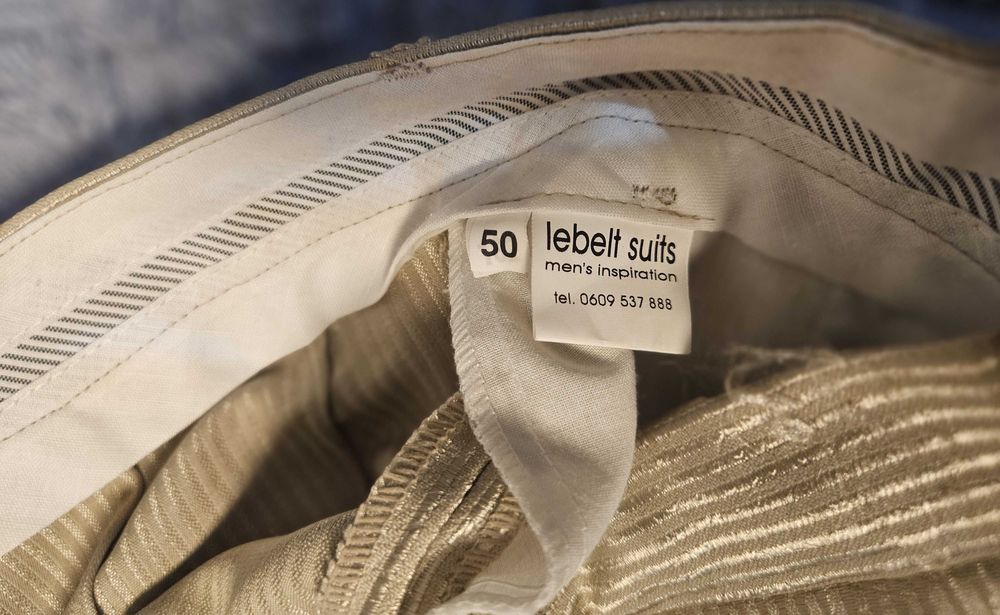 50
lebelt suits
men's inspiration
tel. 0609 537 888